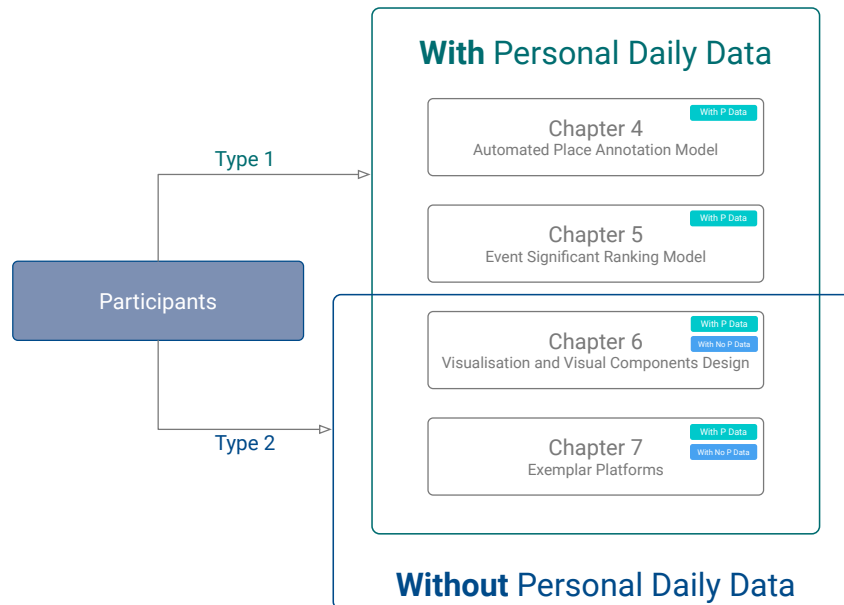 With Personal Daily Data
With P Data
Chapter 4
Automated Place Annotation Model
Type 1
With P Data
Chapter 5
Event Significant Ranking Model
Participants
With P Data
With No P Data
Chapter 6
Visualisation and Visual Components Design
Type 2
With P Data
With No P Data
Chapter 7
Exemplar Platforms
Without Personal Daily Data